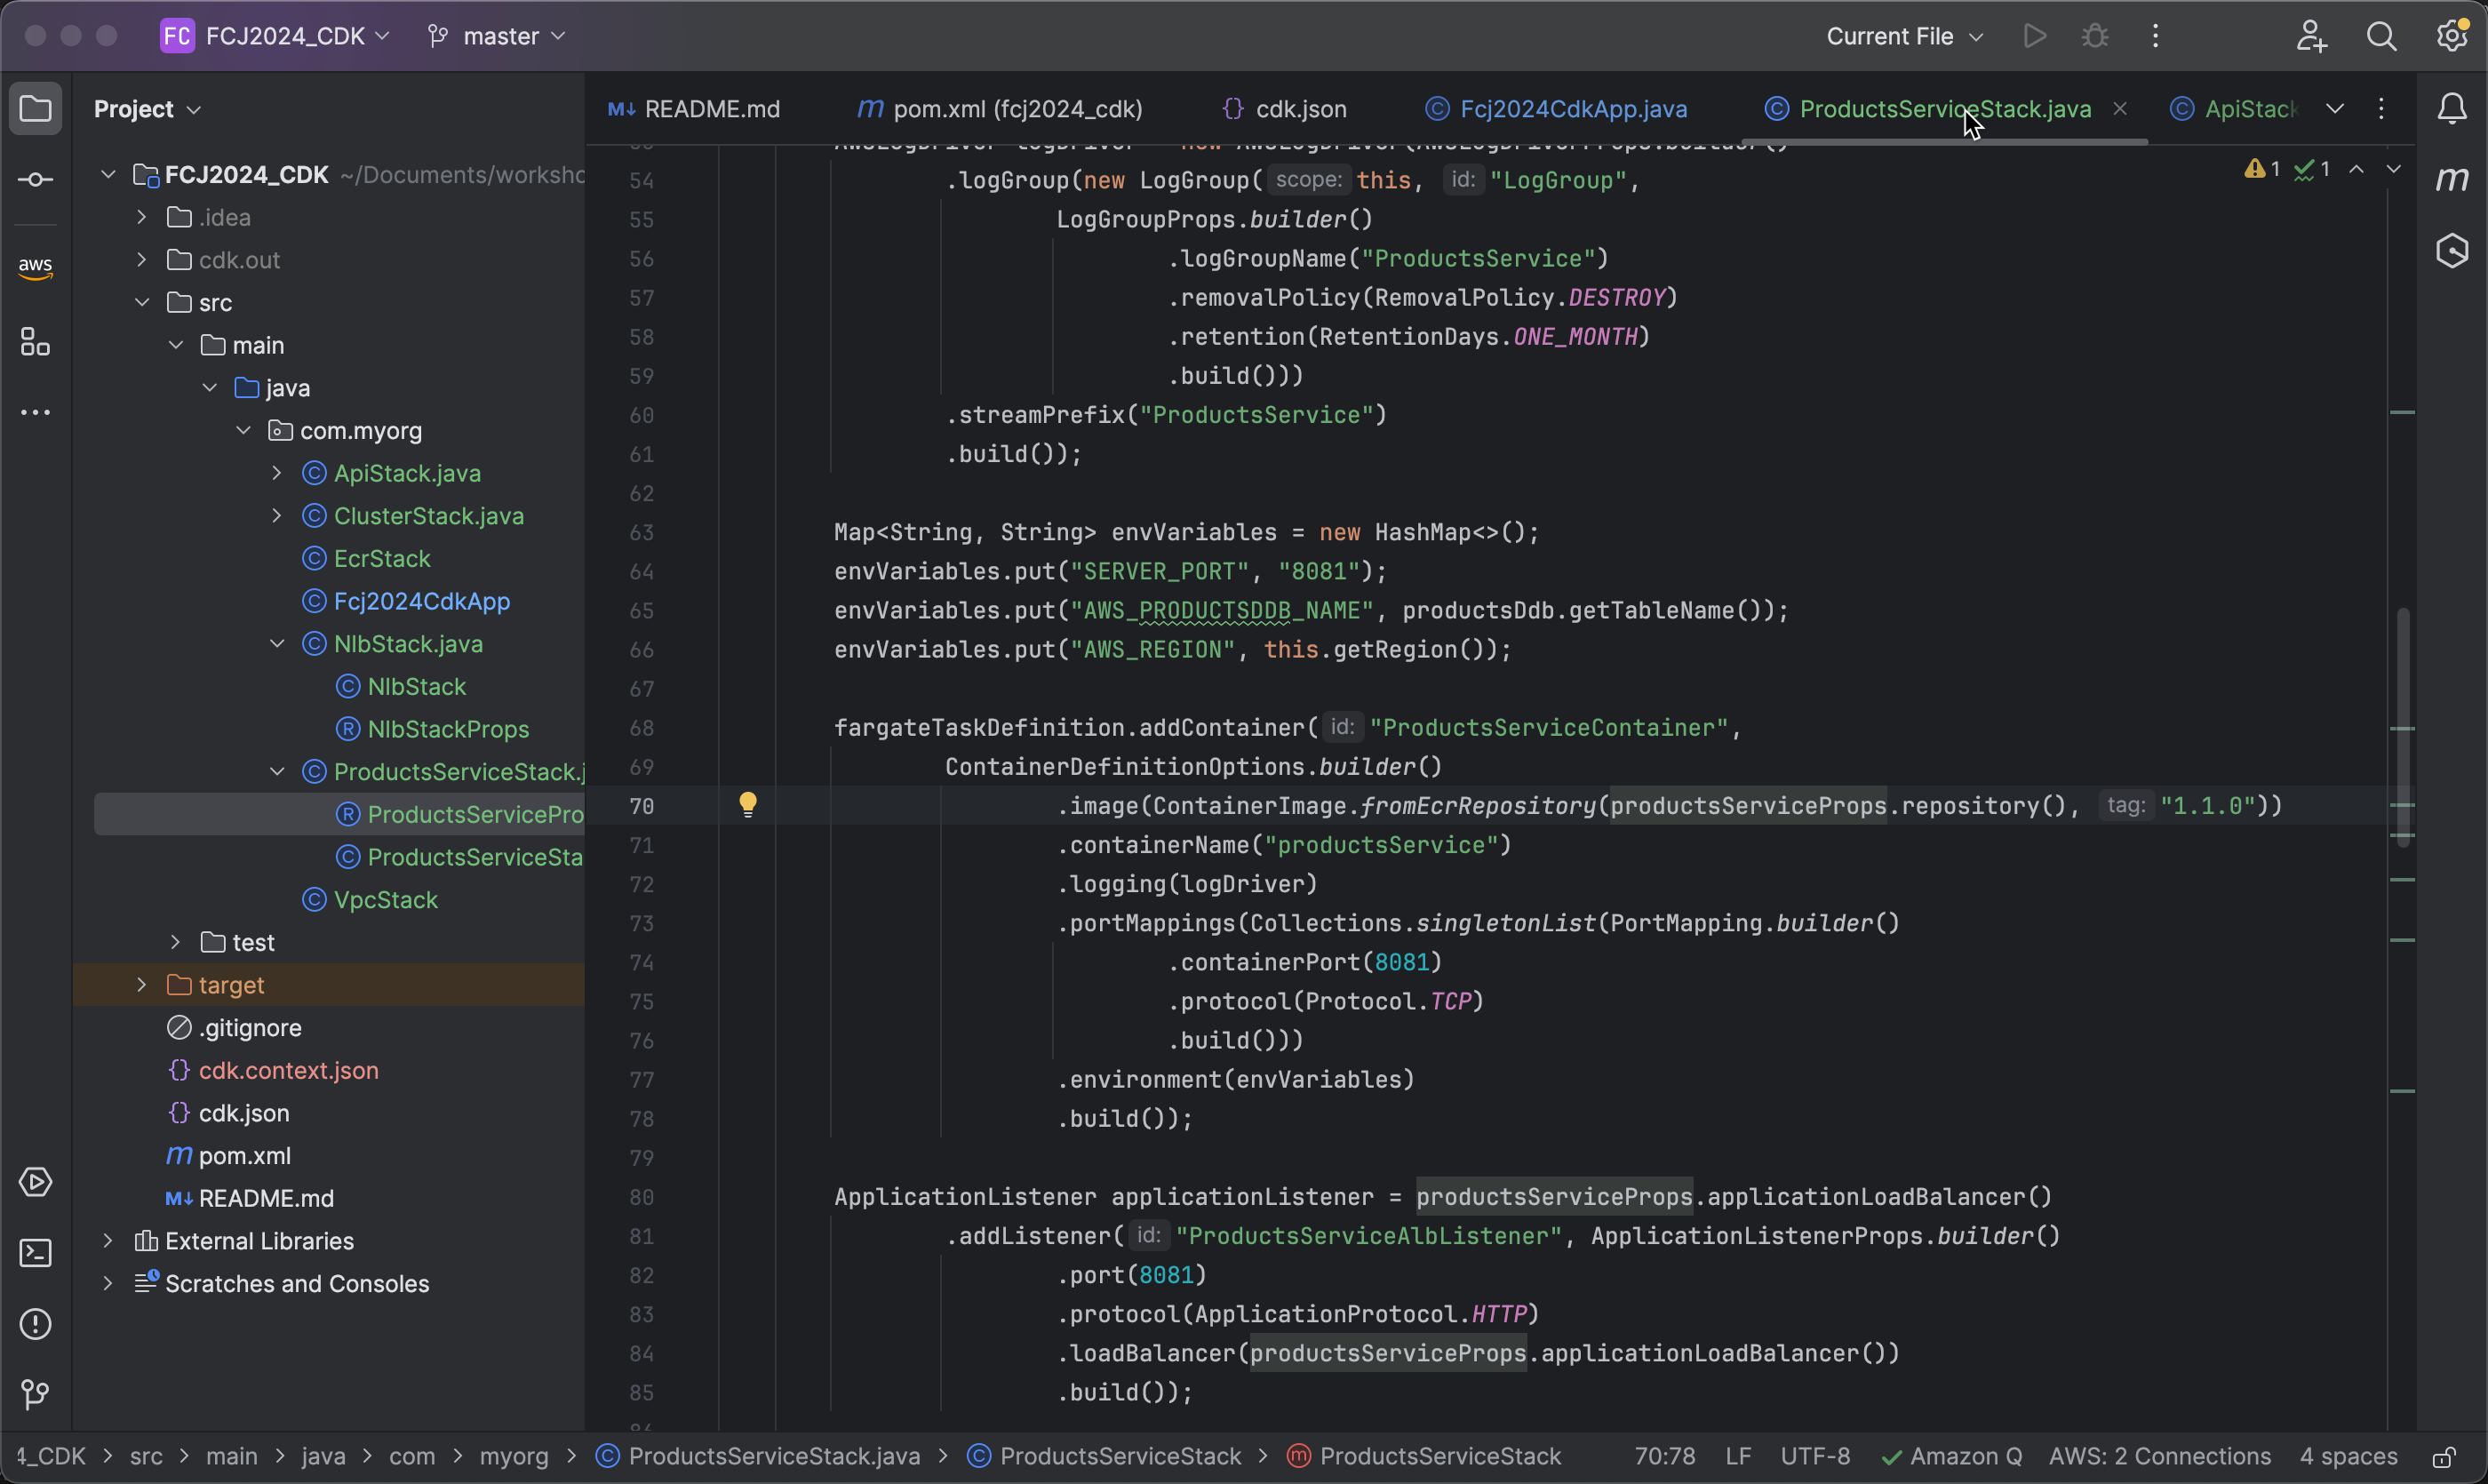 FC FCJ2024_CDK master Current File
Project
README.md pom.xml (fcj2024_cdk) cdk.json Fcj2024CdkApp.java ProductsServiceStack.java ApiStack
FCJ2024_CDK ~/Documents/worksho
.idea
cdk.out
src
main
java
com.myorg
ApiStack.java
ClusterStack.java
EcrStack
Fcj2024CdkApp
NlbStack.java
NlbStack
NlbStackProps
ProductsServiceStack.j
ProductsServicePro
ProductsServiceSta
VpcStack
test
target
.gitignore
cdk.context.json
cdk.json
pom.xml
README.md
External Libraries
Scratches and Consoles
aws
1 1
54 .logGroup(new LogGroup( scope: this, id: "LogGroup",
55 LogGroupProps.builder()
56 .logGroupName("ProductsService")
57 .removalPolicy(RemovalPolicy.DESTROY)
58 .retention(RetentionDays.ONE_MONTH)
59 .build()))
60 .streamPrefix("ProductsService")
61 .build());
62
63 Map<String, String> envVariables = new HashMap<>();
64 envVariables.put("SERVER_PORT", "8081");
65 envVariables.put("AWS_PRODUCTSDDB_NAME", productsDdb.getTableName());
66 envVariables.put("AWS_REGION", this.getRegion());
67
68 fargateTaskDefinition.addContainer( id: "ProductsServiceContainer",
69 ContainerDefinitionOptions.builder()
70 .image(ContainerImage.fromEcrRepository(productsServiceProps.repository(), tag: "1.1.0"))
71 .containerName("productsService")
72 .logging(logDriver)
73 .portMappings(Collections.singletonList(PortMapping.builder()
74 .containerPort(8081)
75 .protocol(Protocol.TCP)
76 .build()))
77 .environment(envVariables)
78 .build());
79
80 ApplicationListener applicationListener = productsServiceProps.applicationLoadBalancer()
81 .addListener( id: "ProductsServiceAlbListener", ApplicationListenerProps.builder()
82 .port(8081)
83 .protocol(ApplicationProtocol.HTTP)
84 .loadBalancer(productsServiceProps.applicationLoadBalancer())
85 .build());
4_CDK > src > main > java > com > myorg > ProductsServiceStack.java > ProductsServiceStack > ProductsServiceStack 70:78 LF UTF-8 Amazon Q AWS: 2 Connections 4 spaces